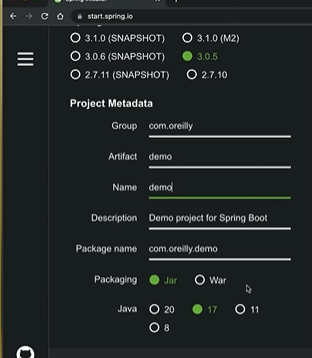 start.spring.io
3.1.0 (SNAPSHOT) 3.1.0 (M2)
3.0.6 (SNAPSHOT) 3.0.5
2.7.11 (SNAPSHOT) 2.7.10
Project Metadata
Group com.oreilly
Artifact demo
Name demo
Description Demo project for Spring Boot
Package name com.oreilly.demo
Packaging Jar War
Java 20 17 11
8